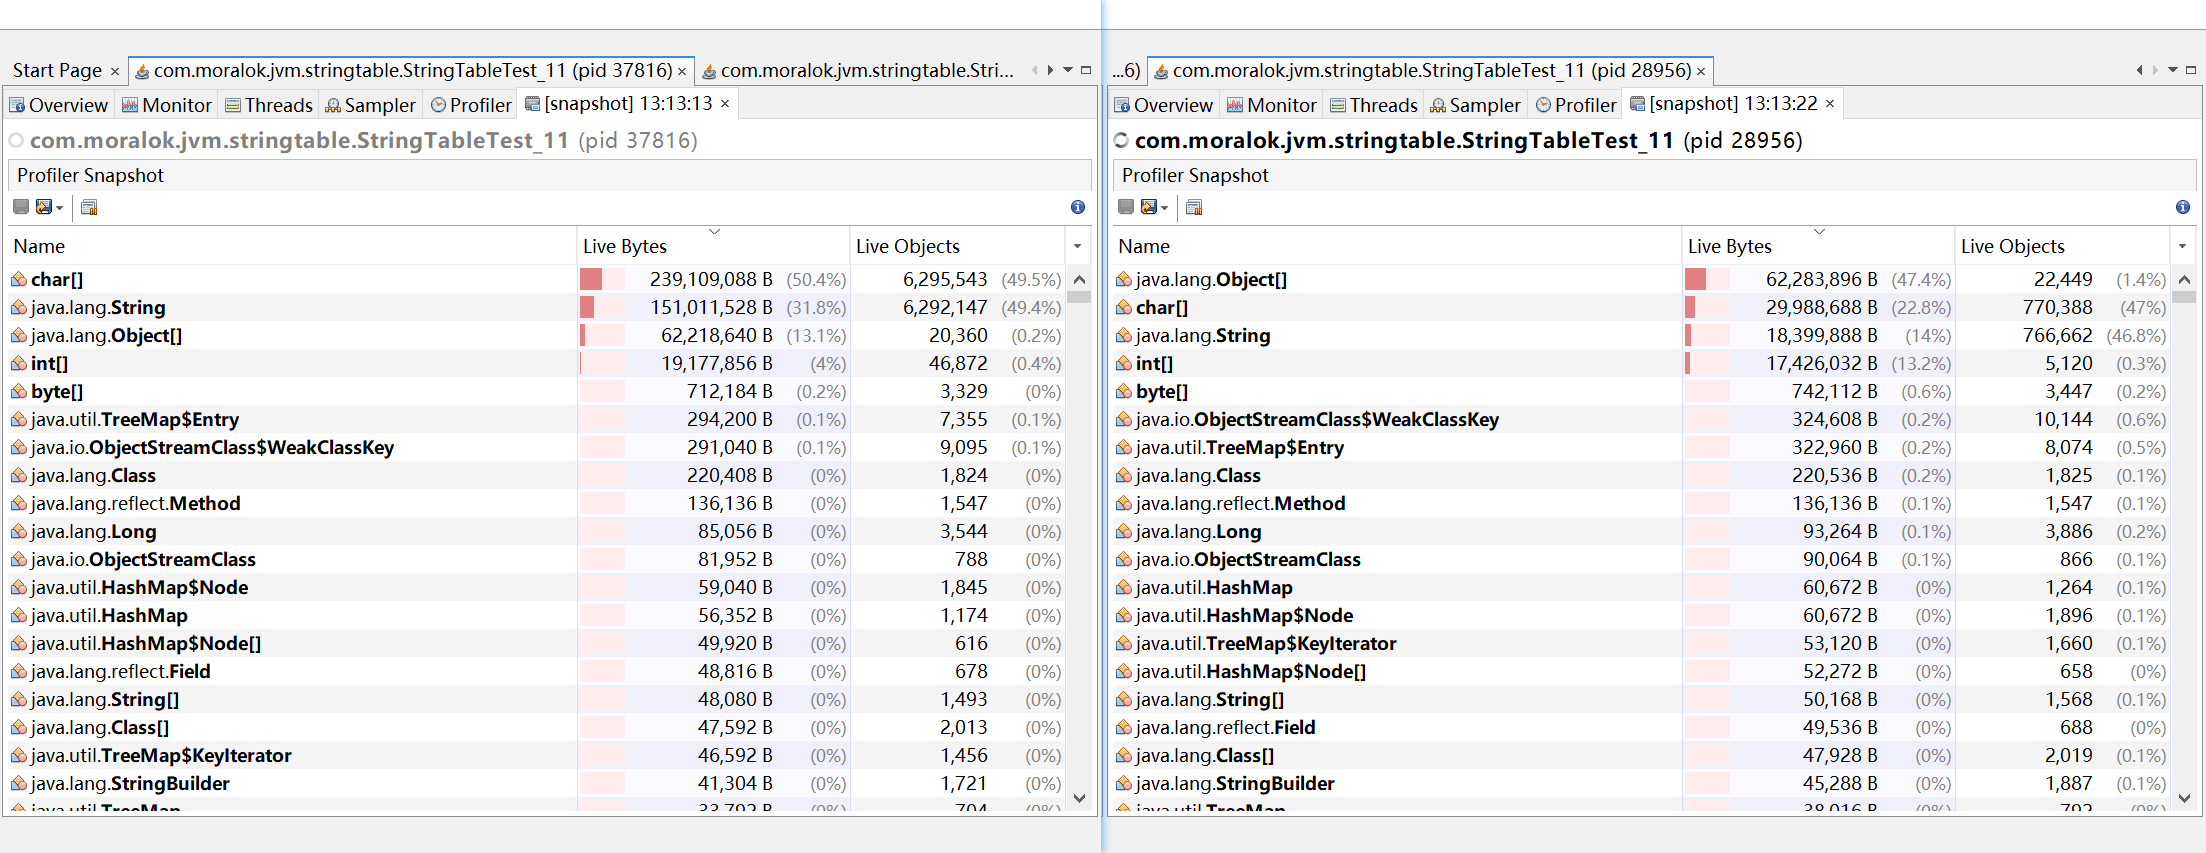 Start Page × com.moralok.jvm.stringtable.StringTableTest_11 (pid 37816) × com.moralok.jvm.stringtable.Stri...
Overview Monitor Threads Sampler Profiler [snapshot] 13:13:13 ×
com.moralok.jvm.stringtable.StringTableTest_11 (pid 37816)
Profiler Snapshot
Name Live Bytes Live Objects
char[] 239,109,088 B (50.4%) 6,295,543 (49.5%)
java.lang.String 151,011,528 B (31.8%) 6,292,147 (49.4%)
java.lang.Object[] 62,218,640 B (13.1%) 20,360 (0.2%)
int[] 19,177,856 B (4%) 46,872 (0.4%)
byte[] 712,184 B (0.2%) 3,329 (0%)
java.util.TreeMap$Entry 294,200 B (0.1%) 7,355 (0.1%)
java.io.ObjectStreamClass$WeakClassKey 291,040 B (0.1%) 9,095 (0.1%)
java.lang.Class 220,408 B (0%) 1,824 (0%)
java.lang.reflect.Method 136,136 B (0%) 1,547 (0%)
java.lang.Long 85,056 B (0%) 3,544 (0%)
java.io.ObjectStreamClass 81,952 B (0%) 788 (0%)
java.util.HashMap$Node 59,040 B (0%) 1,845 (0%)
java.util.HashMap 56,352 B (0%) 1,174 (0%)
java.util.HashMap$Node[] 49,920 B (0%) 616 (0%)
java.lang.reflect.Field 48,816 B (0%) 678 (0%)
java.lang.String[] 48,080 B (0%) 1,493 (0%)
java.lang.Class[] 47,592 B (0%) 2,013 (0%)
java.util.TreeMap$KeyIterator 46,592 B (0%) 1,456 (0%)
java.lang.StringBuilder 41,304 B (0%) 1,721 (0%)
java.util.TreeMap 33,792 B (0%) 704 (0%)
...6) com.moralok.jvm.stringtable.StringTableTest_11 (pid 28956) ×
Overview Monitor Threads Sampler Profiler [snapshot] 13:13:22 ×
com.moralok.jvm.stringtable.StringTableTest_11 (pid 28956)
Profiler Snapshot
Name Live Bytes Live Objects
java.lang.Object[] 62,283,896 B (47.4%) 22,449 (1.4%)
char[] 29,988,688 B (22.8%) 770,388 (47%)
java.lang.String 18,399,888 B (14%) 766,662 (46.8%)
int[] 17,426,032 B (13.2%) 5,120 (0.3%)
byte[] 742,112 B (0.6%) 3,447 (0.2%)
java.io.ObjectStreamClass$WeakClassKey 324,608 B (0.2%) 10,144 (0.6%)
java.util.TreeMap$Entry 322,960 B (0.2%) 8,074 (0.5%)
java.lang.Class 220,536 B (0.2%) 1,825 (0.1%)
java.lang.reflect.Method 136,136 B (0.1%) 1,547 (0.1%)
java.lang.Long 93,264 B (0.1%) 3,886 (0.2%)
java.io.ObjectStreamClass 90,064 B (0.1%) 866 (0.1%)
java.util.HashMap 60,672 B (0%) 1,264 (0.1%)
java.util.HashMap$Node 60,672 B (0%) 1,896 (0.1%)
java.util.TreeMap$KeyIterator 53,120 B (0%) 1,660 (0.1%)
java.util.HashMap$Node[] 52,272 B (0%) 658 (0%)
java.lang.String[] 50,168 B (0%) 1,568 (0.1%)
java.lang.reflect.Field 49,536 B (0%) 688 (0%)
java.lang.Class[] 47,928 B (0%) 2,019 (0.1%)
java.lang.StringBuilder 45,288 B (0%) 1,887 (0.1%)
java.util.TreeMap 38,016 B (0%) 792 (0%)